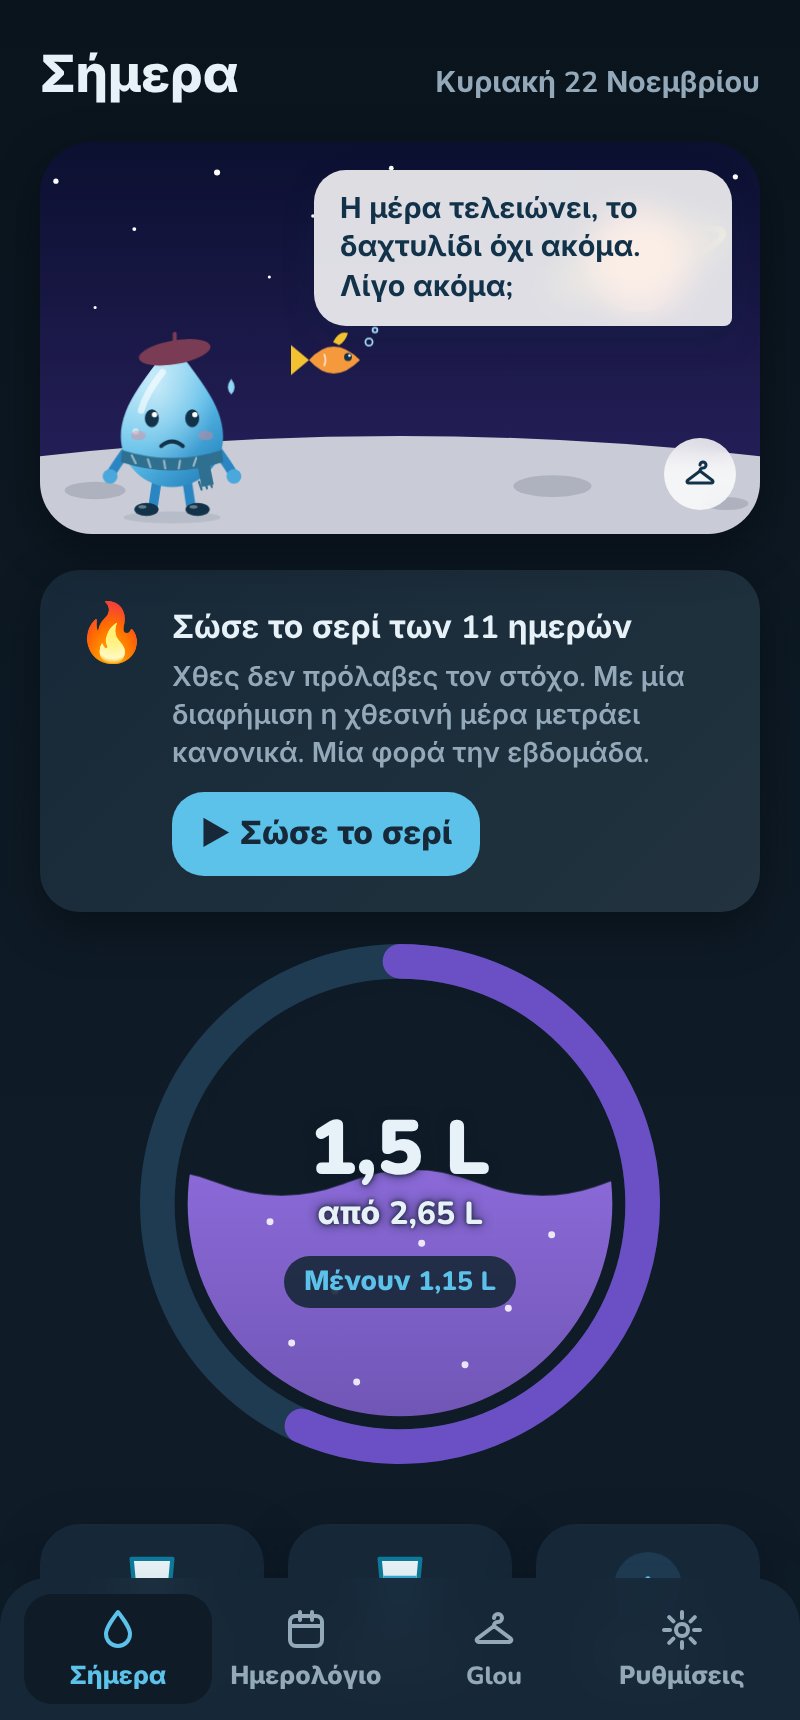 Σήμερα
Κυριακή 22 Νοεμβρίου
Η μέρα τελειώνει, το
δαχτυλίδι όχι ακόμα.
Λίγο ακόμα;
Σώσε το σερί των 11 ημερών
Χθες δεν πρόλαβες τον στόχο. Με μία
διαφήμιση η χθεσινή μέρα μετράει
κανονικά. Μία φορά την εβδομάδα.
▶ Σώσε το σερί
1,5 L
από 2,65 L
Μένουν 1,15 L
Σήμερα
Ημερολόγιο
Glou
Ρυθμίσεις